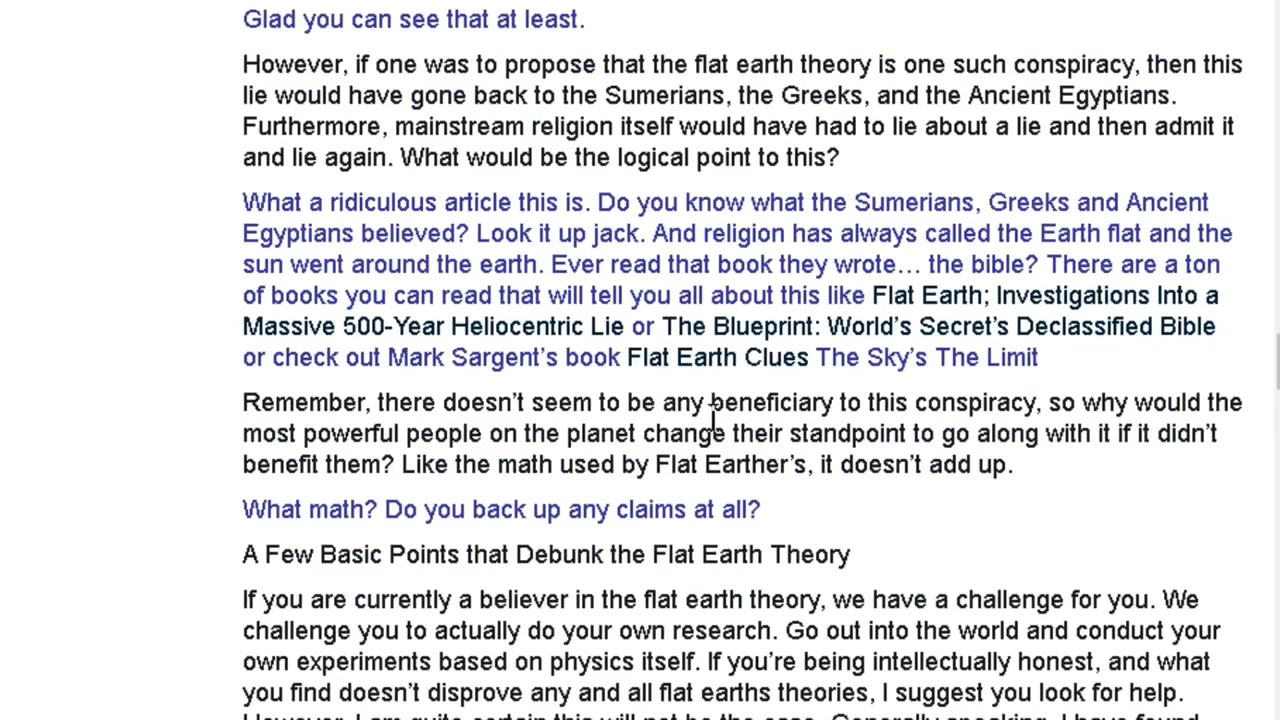 Glad you can see that at least.
However, if one was to propose that the flat earth theory is one such conspiracy, then this
lie would have gone back to the Sumerians, the Greeks, and the Ancient Egyptians.
Furthermore, mainstream religion itself would have had to lie about a lie and then admit it
and lie again. What would be the logical point to this?
What a ridiculous article this is. Do you know what the Sumerians, Greeks and Ancient
Egyptians believed? Look it up jack. And religion has always called the Earth flat and the
sun went around the earth. Ever read that book they wrote… the bible? There are a ton
of books you can read that will tell you all about this like Flat Earth; Investigations Into a
Massive 500-Year Heliocentric Lie or The Blueprint: World’s Secret’s Declassified Bible
or check out Mark Sargent’s book Flat Earth Clues The Sky’s The Limit
Remember, there doesn’t seem to be any beneficiary to this conspiracy, so why would the
most powerful people on the planet change their standpoint to go along with it if it didn’t
benefit them? Like the math used by Flat Earther’s, it doesn’t add up.
What math? Do you back up any claims at all?
A Few Basic Points that Debunk the Flat Earth Theory
If you are currently a believer in the flat earth theory, we have a challenge for you. We
challenge you to actually do your own research. Go out into the world and conduct your
own experiments based on physics itself. If you’re being intellectually honest, and what
you find doesn’t disprove any and all flat earths theories, I suggest you look for help.
However, I am quite certain this will not be the case. Generally speaking, I have found